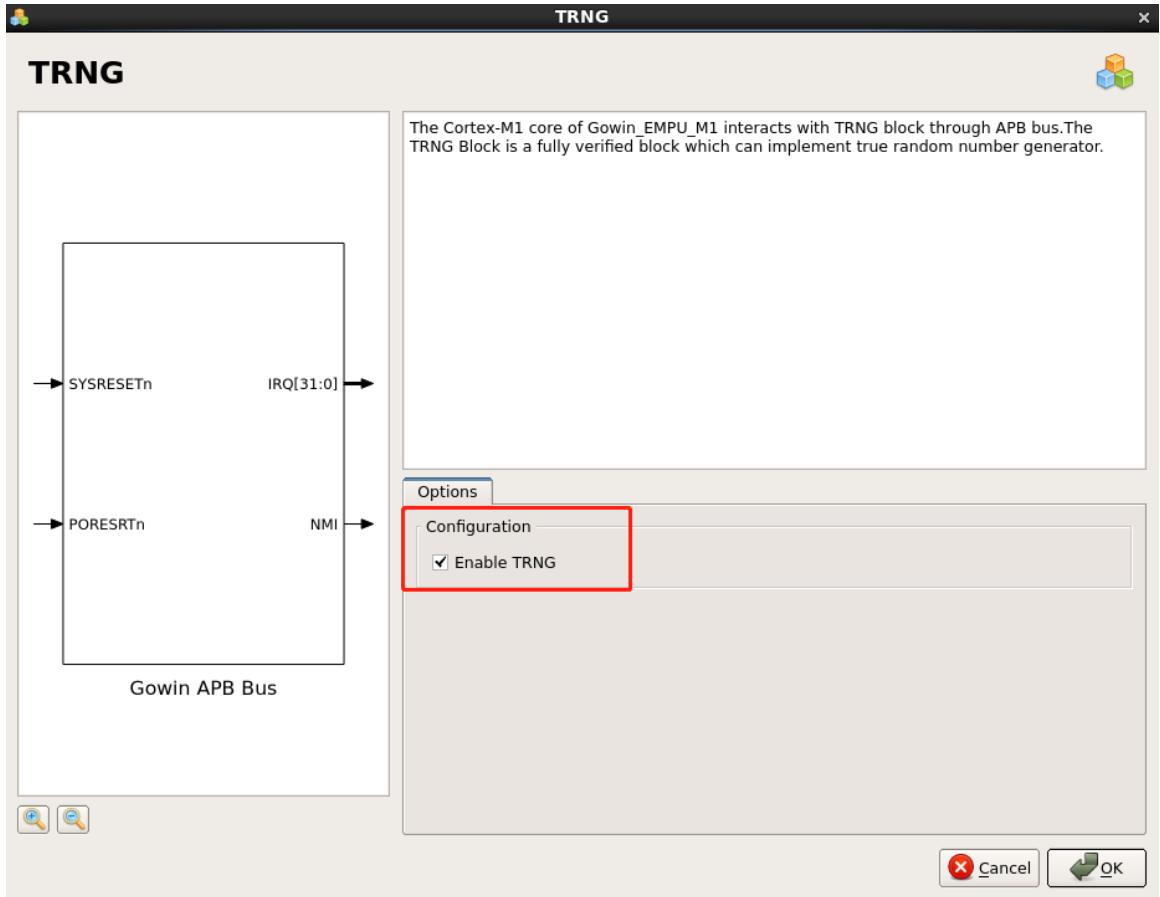 TRNG
TRNG
The Cortex-M1 core of Gowin_EMPU_M1 interacts with TRNG block through APB bus.The
TRNG Block is a fully verified block which can implement true random number generator.
SYSRESETn
IRQ[31:0]
PORESRTn
NMI
Gowin APB Bus
Options
Configuration
Enable TRNG
Cancel
OK